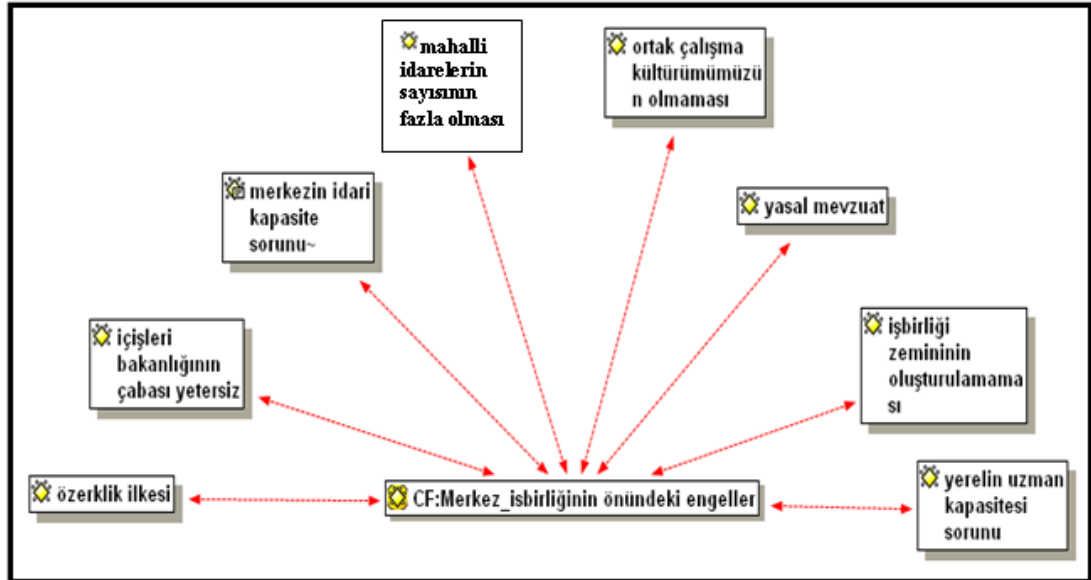 mahalli
idarelerin
sayısının
fazla olması
ortak çalışma
kültürümümüzü
n olmaması
merkezin idari
kapasite
sorunu~
yasal mevzuat
içişleri
bakanlığının
çabası yetersiz
işbirliği
zemininin
oluşturulamama
sı
özerklik ilkesi
CF:Merkez_isbirliğinin önündeki engeller
yerelin uzman
kapasitesi
sorunu